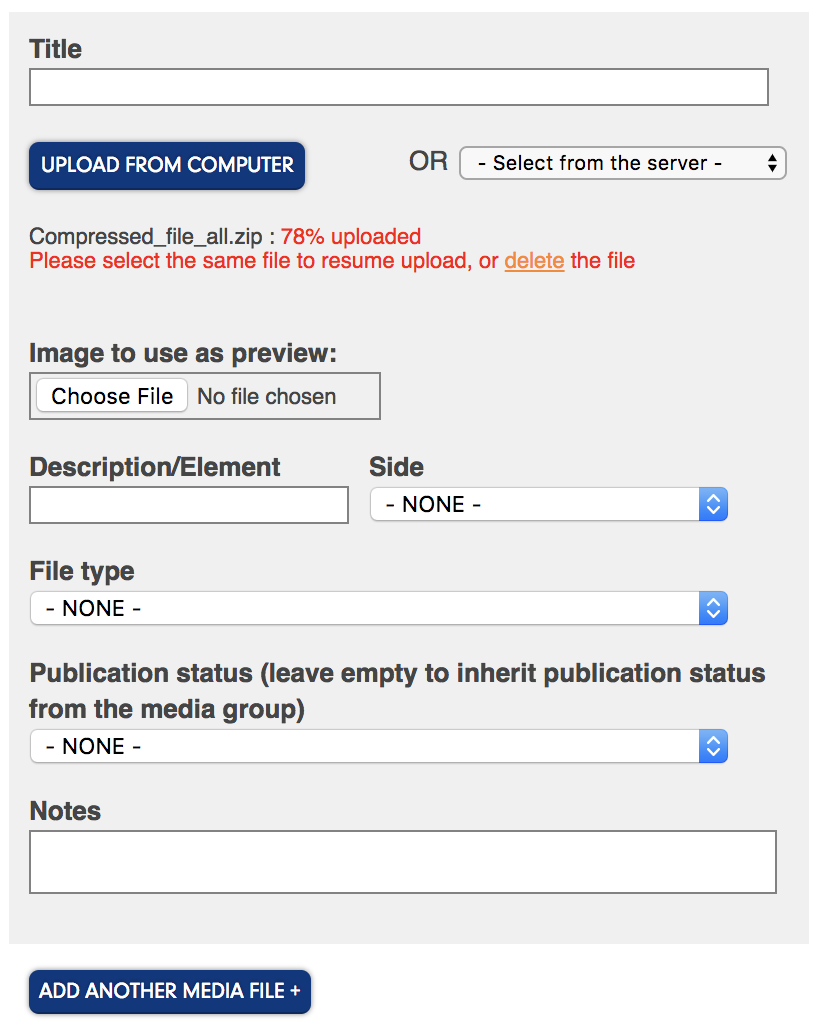 Title
UPLOAD FROM COMPUTER
OR
- Select from the server -
Compressed_file_all.zip : 78% uploaded
Please select the same file to resume upload, or delete the file
Image to use as preview:
Choose File No file chosen
Description/Element
Side
- NONE -
File type
- NONE -
Publication status (leave empty to inherit publication status
from the media group)
- NONE -
Notes
ADD ANOTHER MEDIA FILE +